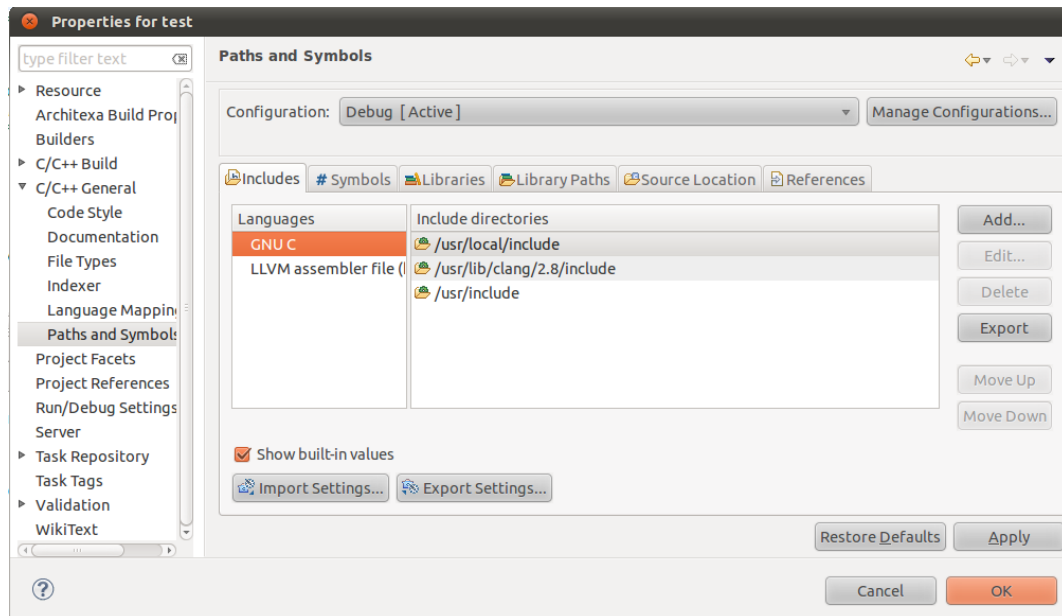 Properties for test
type filter text
Resource
Architexa Build Prop
Builders
C/C++ Build
C/C++ General
Code Style
Documentation
File Types
Indexer
Language Mapping
Paths and Symbols
Project Facets
Project References
Run/Debug Settings
Server
Task Repository
Task Tags
Validation
WikiText
Paths and Symbols
Configuration: Debug [Active] Manage Configurations...
Includes # Symbols Libraries Library Paths Source Location References
Languages Include directories
GNU C /usr/local/include
LLVM assembler file ( /usr/lib/clang/2.8/include
/usr/include
Add...
Edit...
Delete
Export
Move Up
Move Down
Show built-in values
Import Settings... Export Settings...
Restore Defaults Apply
Cancel OK